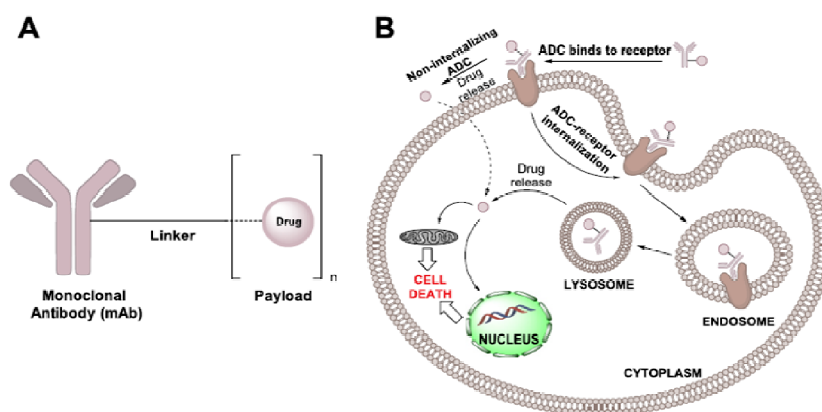 A
Drug
Linker
n
Monoclonal
Antibody (mAb)
Payload
B
ADC binds to receptor
Non-interitalizing
ADC
Drug
release
ADC-receptor
internalization
Drug
release
LYSOSOME
ENDOSOME
CELL
DEATH
NUCLEUS
CYTOPLASM